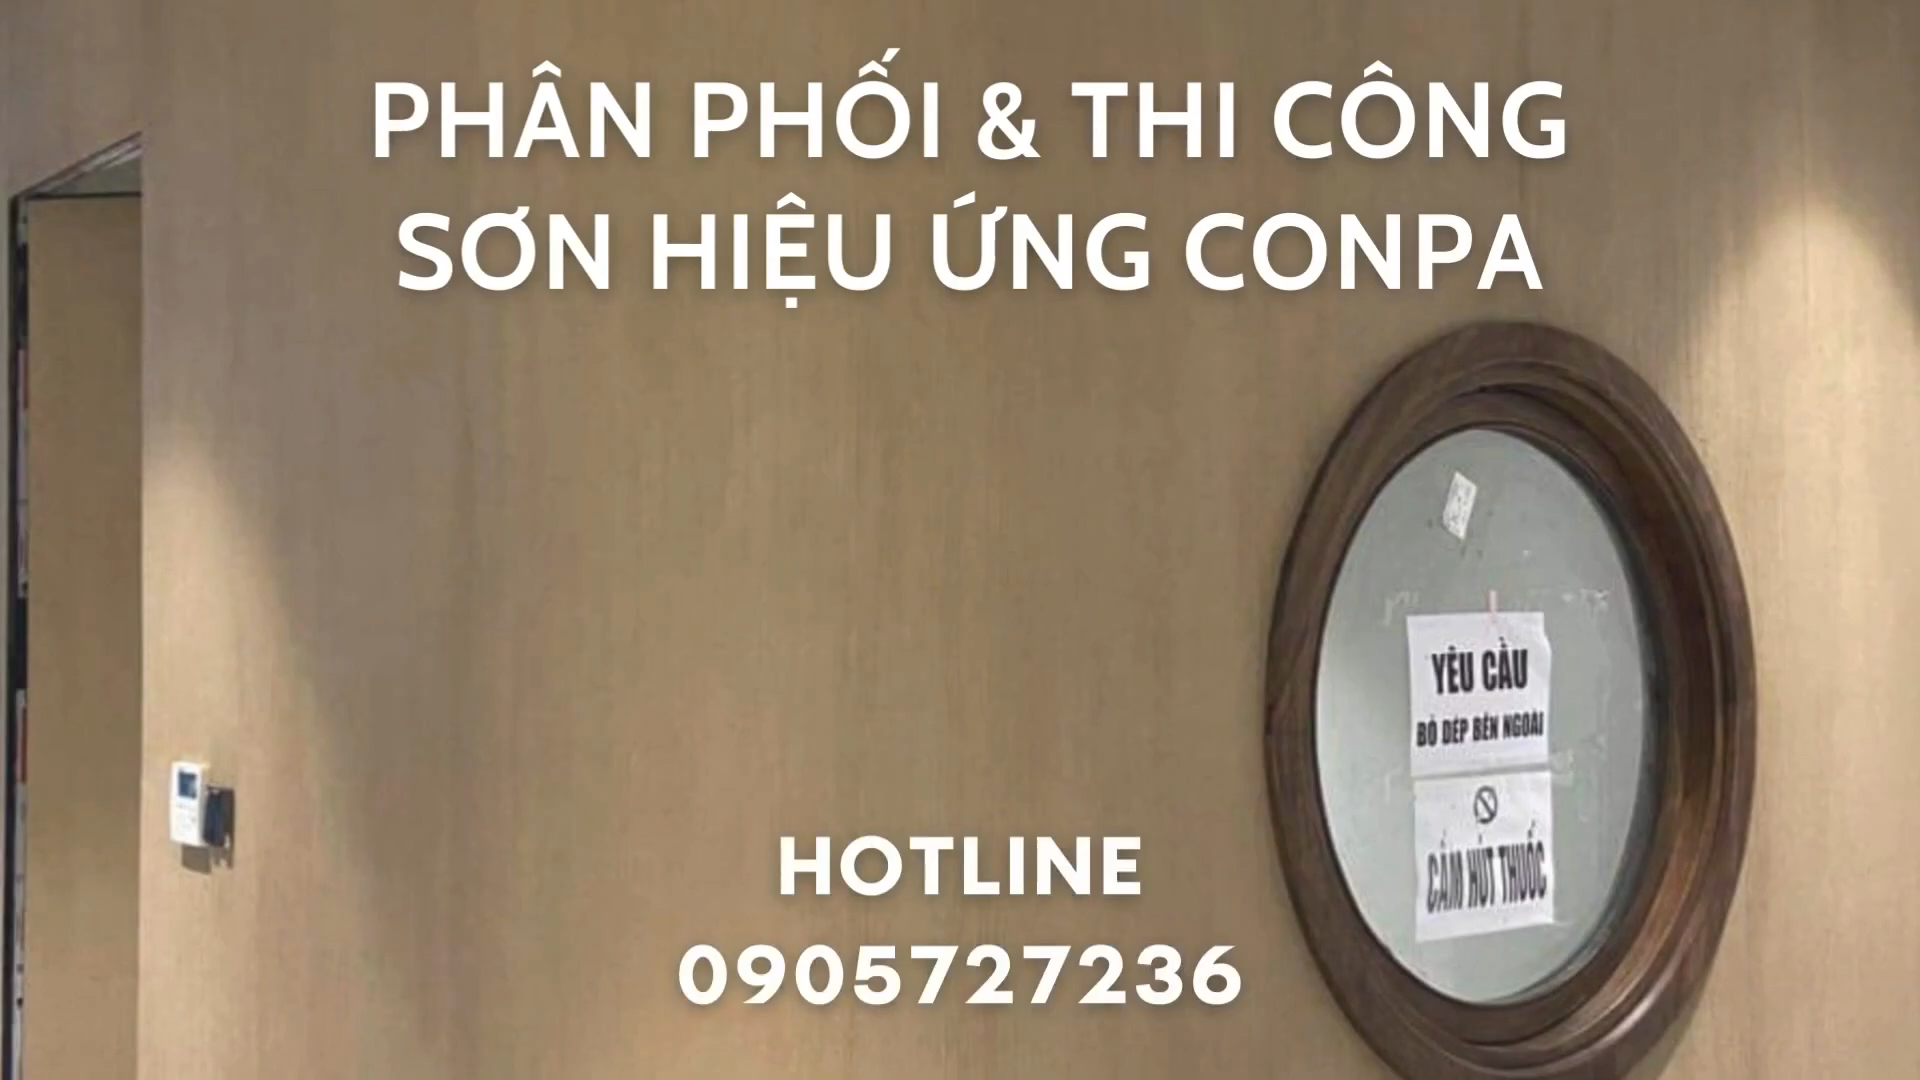 PHÂN PHỐI & THI CÔNG
SƠN HIỆU ỨNG CONPA
YÊU CẦU
BỎ DÉP BÊN NGOÀI
CẤM HÚT THUỐC
HOTLINE
0905727236